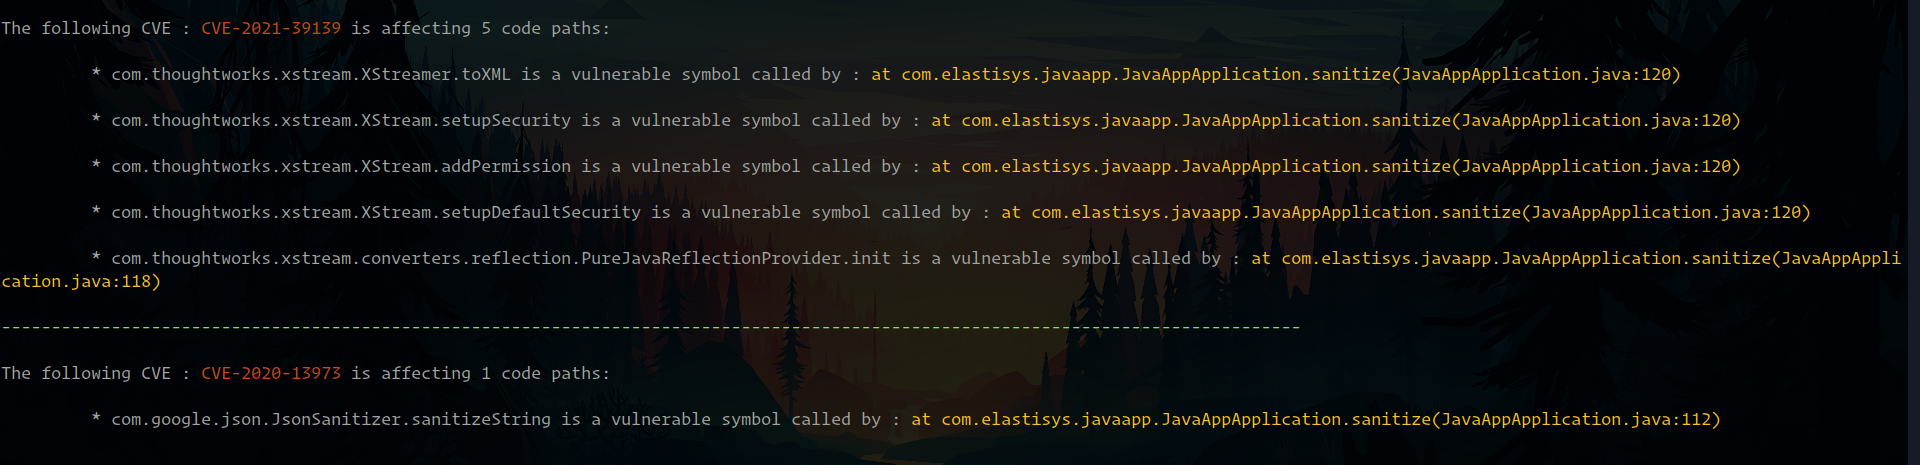 The following CVE : CVE-2021-39139 is affecting 5 code paths:
* com.thoughtworks.xstream.XStreamer.toXML is a vulnerable symbol called by : at com.elastisys.javaapp.JavaAppApplication.sanitize(JavaAppApplication.java:120)
* com.thoughtworks.xstream.XStream.setupSecurity is a vulnerable symbol called by : at com.elastisys.javaapp.JavaAppApplication.sanitize(JavaAppApplication.java:120)
* com.thoughtworks.xstream.XStream.addPermission is a vulnerable symbol called by : at com.elastisys.javaapp.JavaAppApplication.sanitize(JavaAppApplication.java:120)
* com.thoughtworks.xstream.XStream.setupDefaultSecurity is a vulnerable symbol called by : at com.elastisys.javaapp.JavaAppApplication.sanitize(JavaAppApplication.java:120)
* com.thoughtworks.xstream.converters.reflection.PureJavaReflectionProvider.init is a vulnerable symbol called by : at com.elastisys.javaapp.JavaAppApplication.sanitize(JavaAppAppli
cation.java:118)
----------------------------------------------------------------------------------------------------------------------------------
The following CVE : CVE-2020-13973 is affecting 1 code paths:
* com.google.json.JsonSanitizer.sanitizeString is a vulnerable symbol called by : at com.elastisys.javaapp.JavaAppApplication.sanitize(JavaAppApplication.java:112)